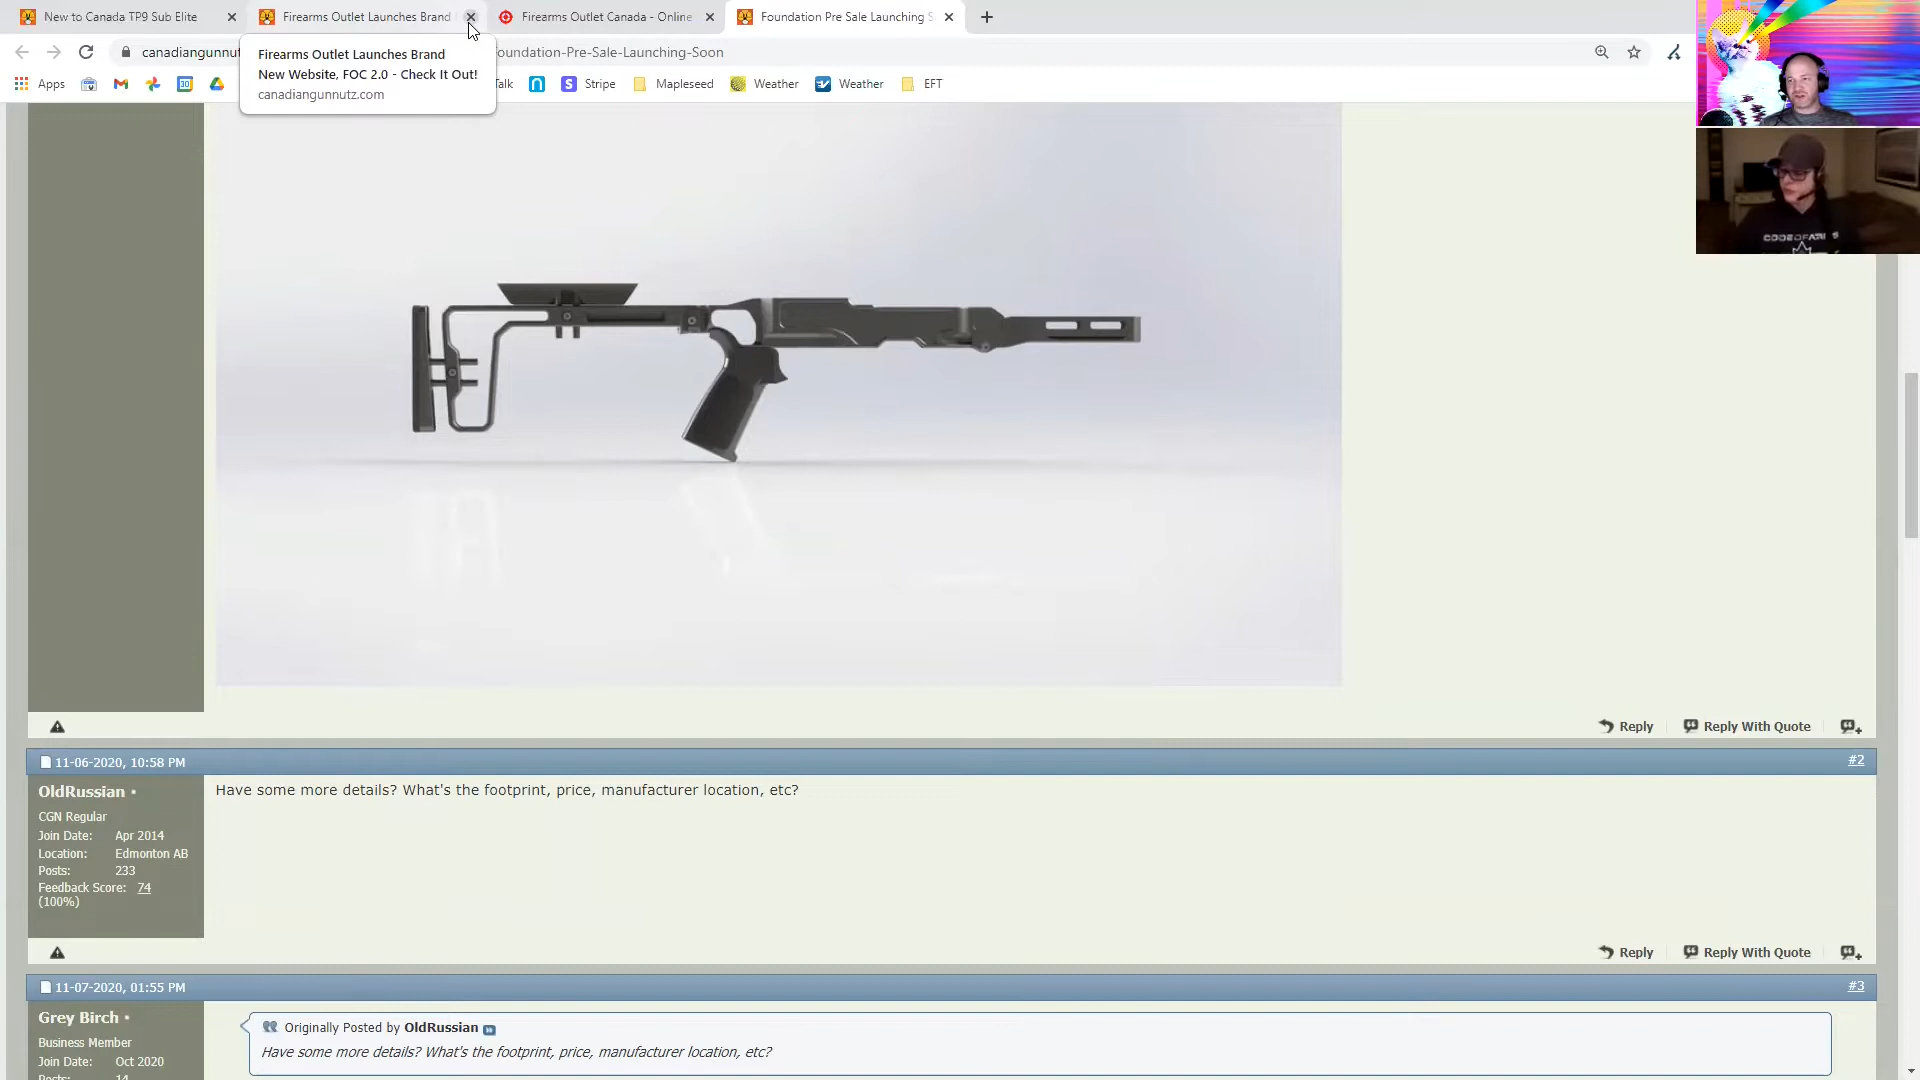 New to Canada TP9 Sub Elite
Firearms Outlet Launches Brand
Firearms Outlet Canada - Online
Foundation Pre Sale Launching S
canadiangunnut
oundation-Pre-Sale-Launching-Soon
Firearms Outlet Launches Brand
New Website, FOC 2.0 - Check It Out!
canadiangunnutz.com
Apps
30
Talk
n
S
Stripe
Mapleseed
Weather
Weather
EFT
Reply
Reply With Quote
11-06-2020, 10:58 PM
#2
OldRussian
CGN Regular
Join Date: Apr 2014
Location: Edmonton AB
Posts: 233
Feedback Score: 74
(100%)
Have some more details? What's the footprint, price, manufacturer location, etc?
Reply
Reply With Quote
11-07-2020, 01:55 PM
#3
Grey Birch
Business Member
Join Date: Oct 2020
Posts: 14
Originally Posted by OldRussian
Have some more details? What's the footprint, price, manufacturer location, etc?